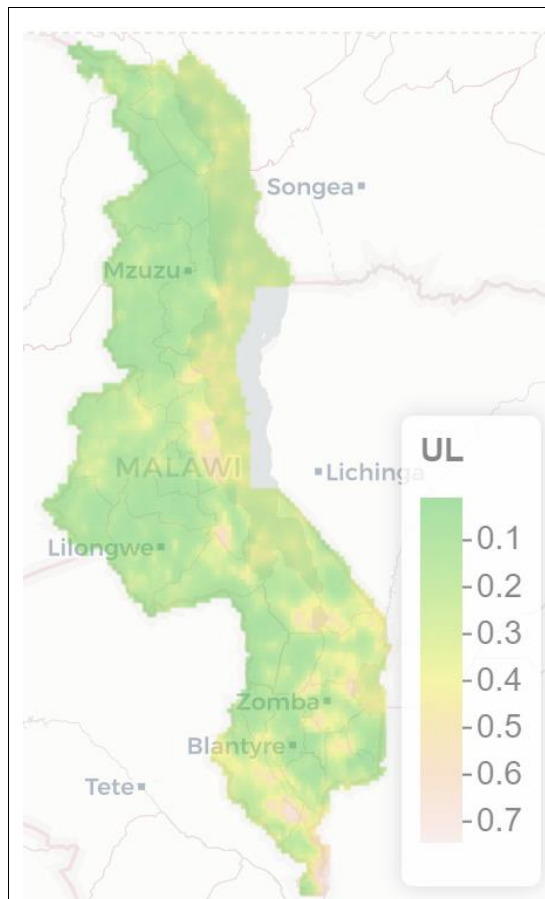 Songea
Mzuzu
UL
MALAWI
Lichinga
0.1
Lilongwe
0.2
0.3
0.4
Zomba
0.5
Blantyre
0.6
Tete
0.7